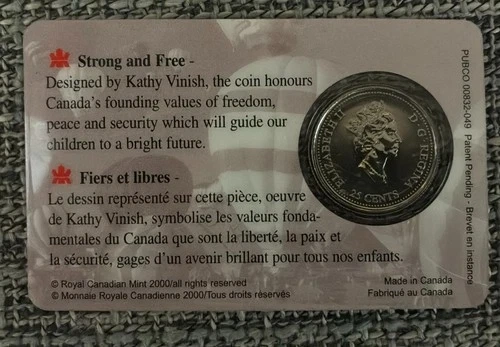 Strong and Free -
Designed by Kathy Vinish, the coin honours
Canada's founding values of freedom,
peace and security which will guide our
children to a bright future.
Fiers et libres -
Le dessin représenté sur cette pièce, oeuvre
de Kathy Vinish, symbolise les valeurs fonda-
mentales du Canada que sont la liberté, la paix et
la sécurité, gages d'un avenir brillant pour tous nos enfants.
© Royal Canadian Mint 2000/all rights reserved
© Monnaie Royale Canadienne 2000/Tous droits réservés
Made in Canada
Fabriqué au Canada
ELIZABETH II
D·G·REGINA
25 CENTS
PUBCO 00832-049 Patent Pending - Brevet en instance